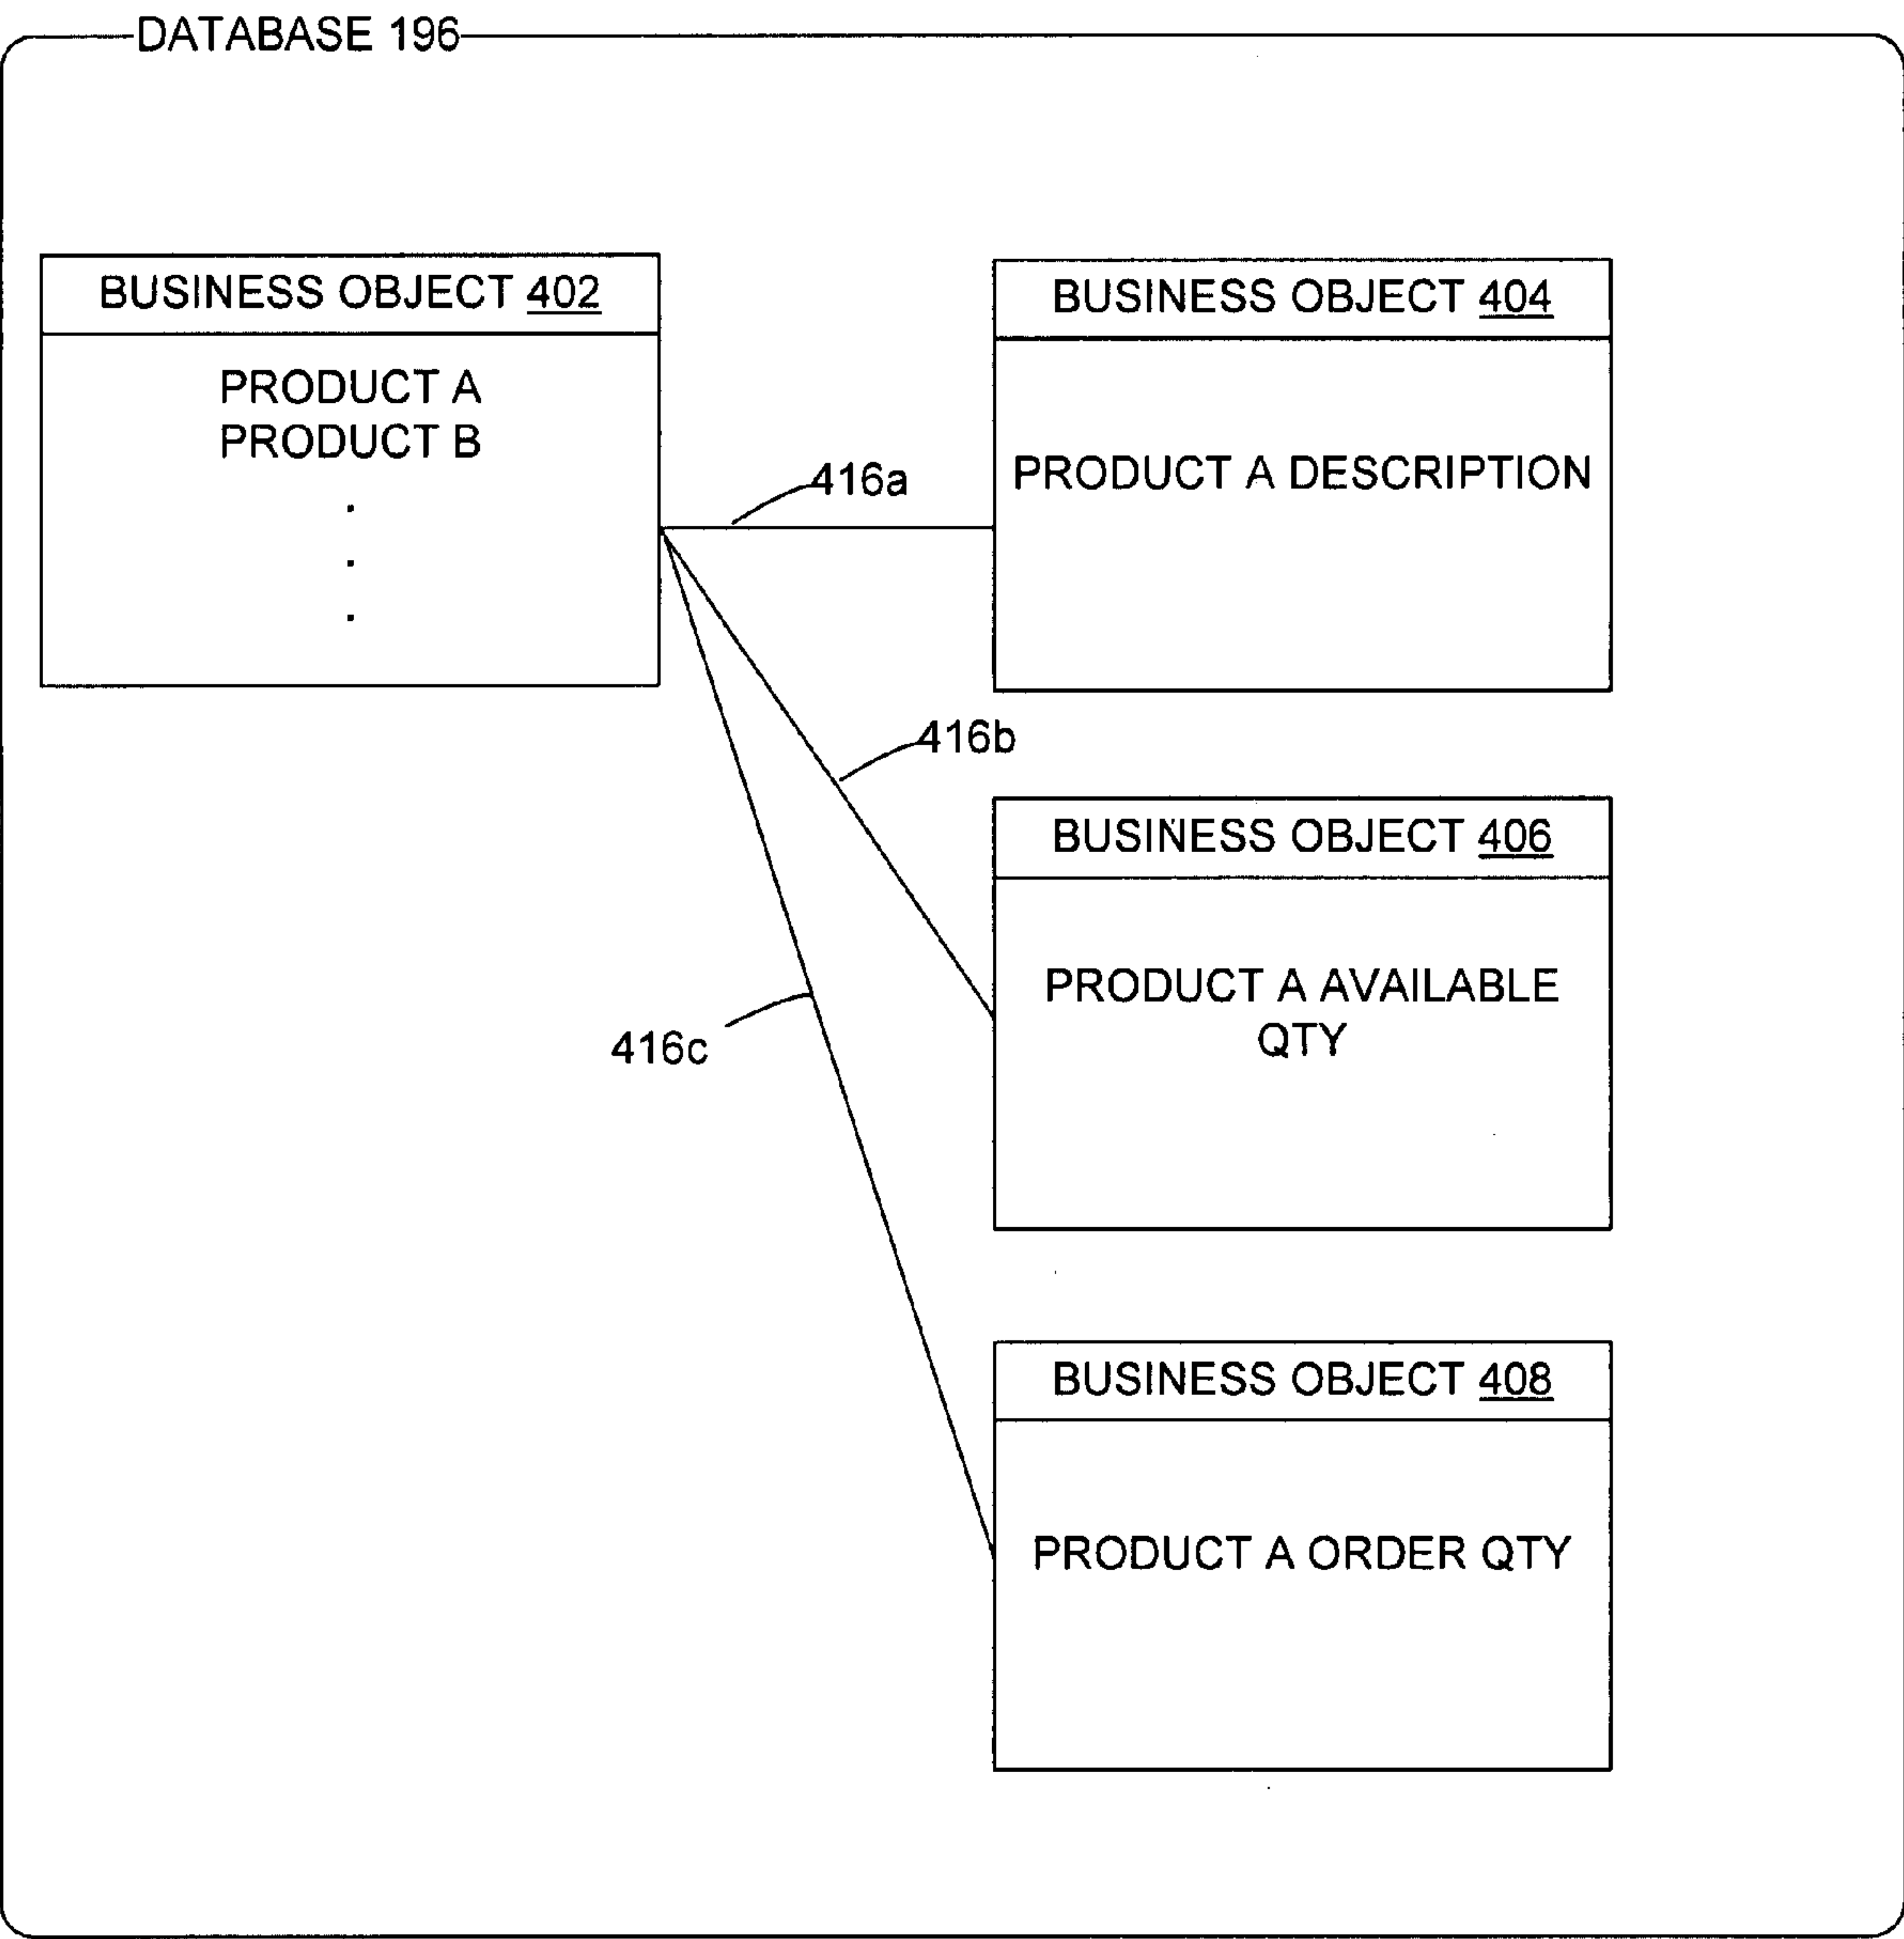 DATABASE 196
BUSINESS OBJECT 402
PRODUCT A
PRODUCT B
.
.
.
416a
BUSINESS OBJECT 404
PRODUCT A DESCRIPTION
416b
BUSINESS OBJECT 406
PRODUCT A AVAILABLE
QTY
416c
BUSINESS OBJECT 408
PRODUCT A ORDER QTY